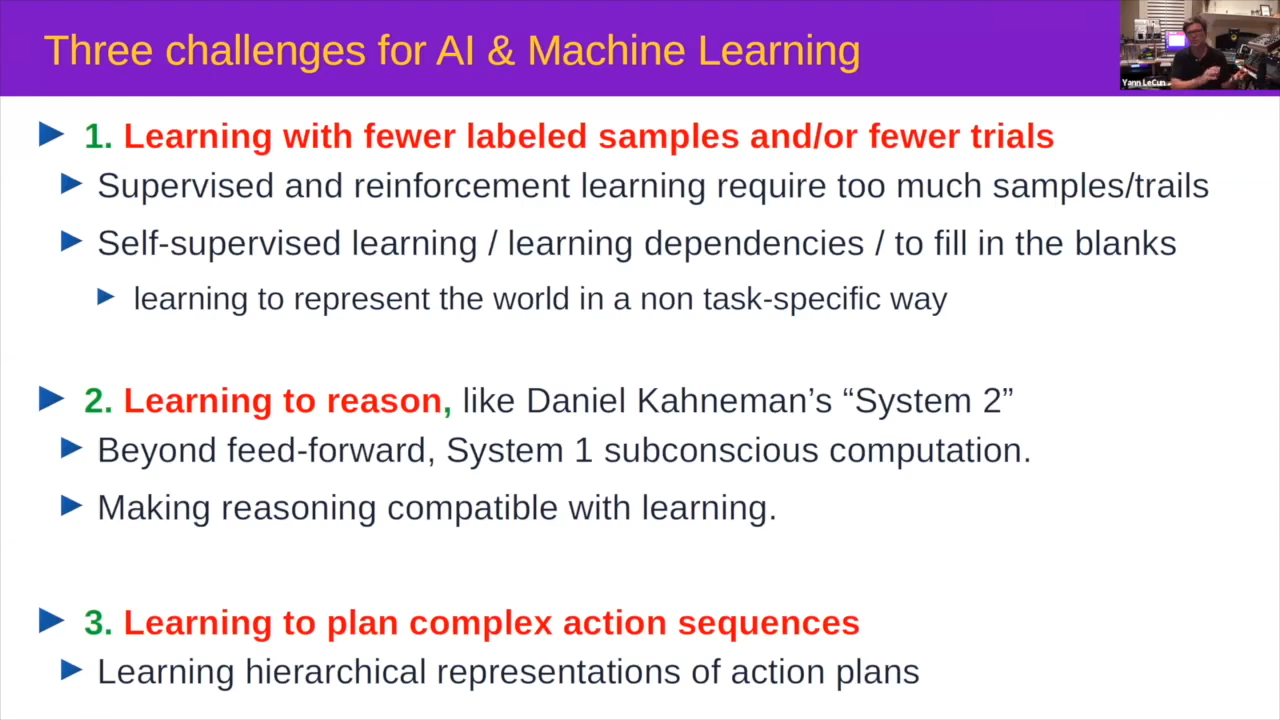 Three challenges for AI & Machine Learning
Yann LeCun
1. Learning with fewer labeled samples and/or fewer trials
Supervised and reinforcement learning require too much samples/trails
Self-supervised learning / learning dependencies / to fill in the blanks
learning to represent the world in a non task-specific way
2. Learning to reason, like Daniel Kahneman’s “System 2”
Beyond feed-forward, System 1 subconscious computation.
Making reasoning compatible with learning.
3. Learning to plan complex action sequences
Learning hierarchical representations of action plans